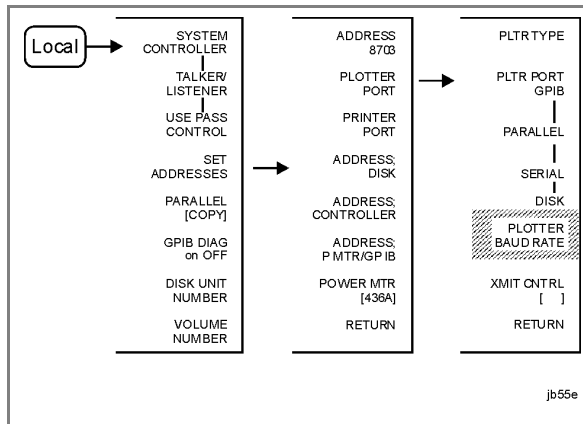 Local
SYSTEM
CONTROLLER
TALKER/
LISTENER
USE PASS
CONTROL
SET
ADDRESSES
PARALLEL
[COPY]
GPIB DIAG
on OFF
DISK UNIT
NUMBER
VOLUME
NUMBER
ADDRESS
8703
PLOTTER
PORT
PRINTER
PORT
ADDRESS;
DISK
ADDRESS;
CONTROLLER
ADDRESS;
P MTR/GPIB
POWER MTR
[436A]
RETURN
PLTR TYPE
PLTR PORT
GPIB
PARALLEL
SERIAL
DISK
PLOTTER
BAUD RATE
XMIT CNTRL
[ ]
RETURN
jb55e